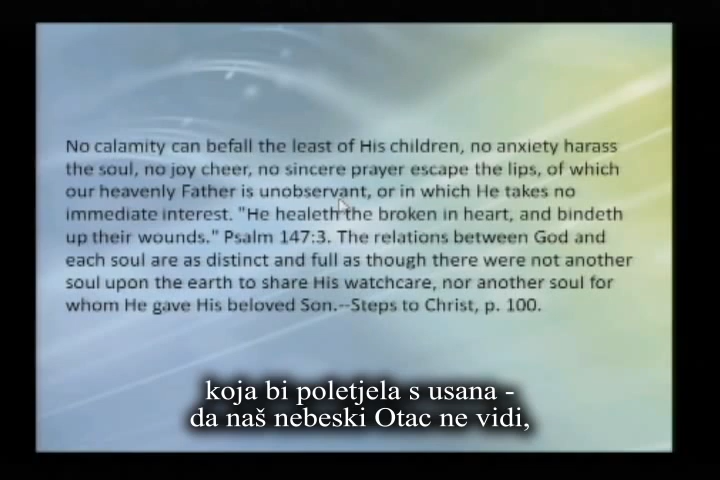 No calamity can befall the least of His children, no anxiety harass
the soul, no joy cheer, no sincere prayer escape the lips, of which
our heavenly Father is unobservant, or in which He takes no
immediate interest. "He healeth the broken in heart, and bindeth
up their wounds." Psalm 147:3. The relations between God and
each soul are as distinct and full as though there were not another
soul upon the earth to share His watchcare, nor another soul for
whom He gave His beloved Son.--Steps to Christ, p. 100.
koja bi poletjela s usana -
da naš nebeski Otac ne vidi,